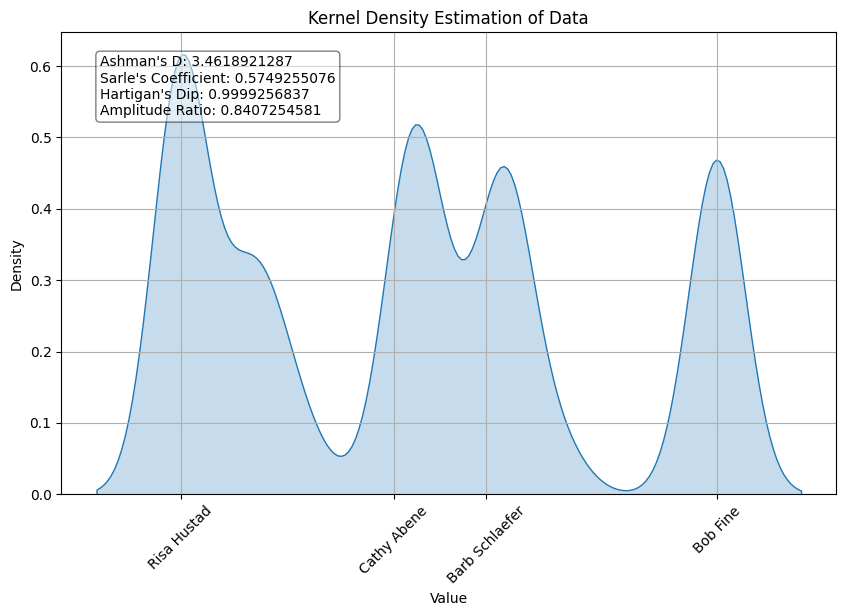 Kernel Density Estimation of Data
Ashman's D: 3.4618921287
Sarle's Coefficient: 0.5749255076
Hartigan's Dip: 0.9999256837
Amplitude Ratio: 0.8407254581
Density
0.6
0.5
0.4
0.3
0.2
0.1
0.0
Risa Hustad
Cathy Abene
Barb Schlaefer
Bob Fine
Value